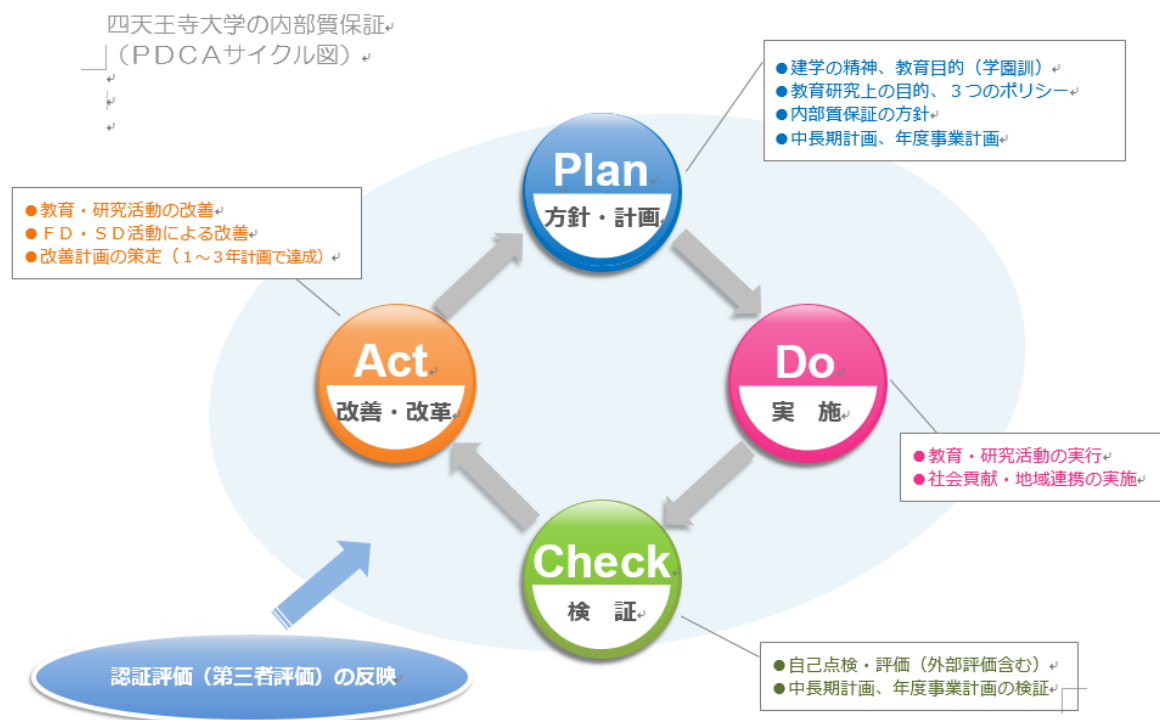 四天王寺大学の内部質保証
（ＰＤＣＡサイクル図）
●建学の精神、教育目的（学園訓）
●教育研究上の目的、３つのポリシー
●内部質保証の方針
●中長期計画、年度事業計画
Plan
方針・計画
●教育・研究活動の改善
●ＦＤ・ＳＤ活動による改善
●改善計画の策定（１～３年計画で達成）
Act
改善・改革
Do
実　施
●教育・研究活動の実行
●社会貢献・地域連携の実施
Check
検　証
認証評価（第三者評価）の反映
●自己点検・評価（外部評価含む）
●中長期計画、年度事業計画の検証